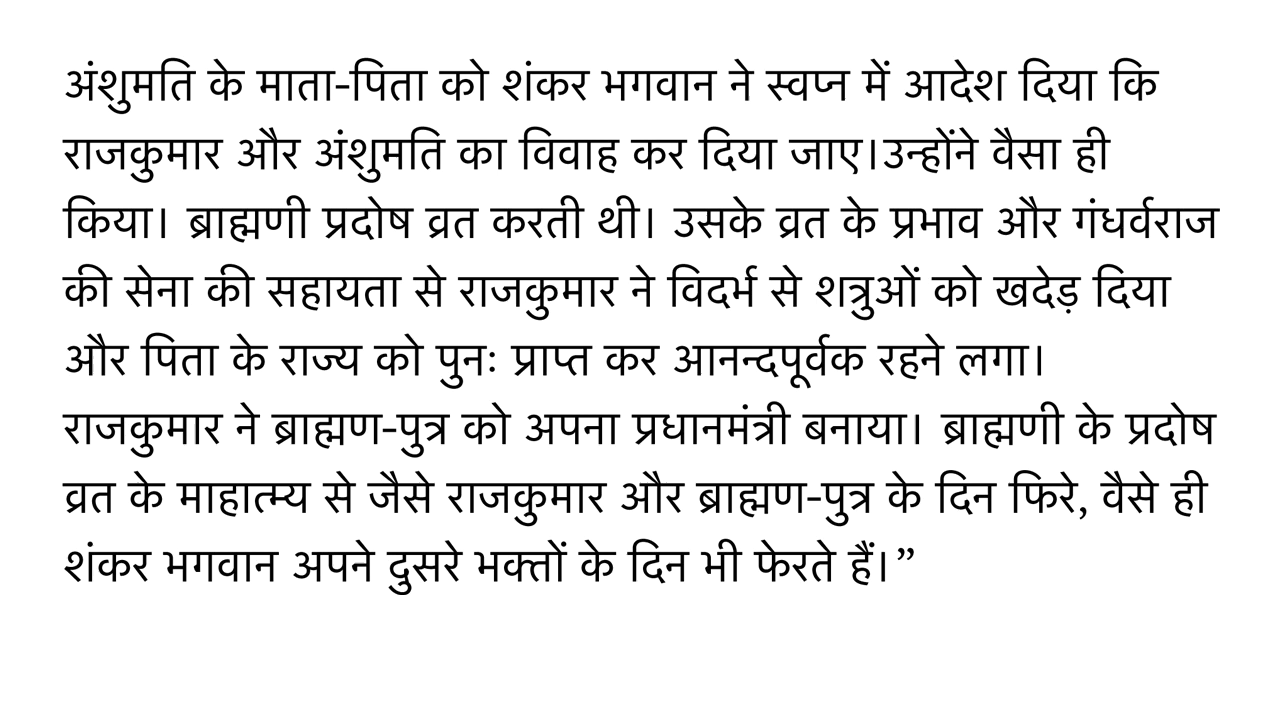 अंशुमति के माता-पिता को शंकर भगवान ने स्वप्न में आदेश दिया कि
राजकुमार और अंशुमति का विवाह कर दिया जाए।उन्होंने वैसा ही
किया। ब्राह्मणी प्रदोष व्रत करती थी। उसके व्रत के प्रभाव और गंधर्वराज
की सेना की सहायता से राजकुमार ने विदर्भ से शत्रुओं को खदेड़ दिया
और पिता के राज्य को पुनः प्राप्त कर आनन्दपूर्वक रहने लगा।
राजकुमार ने ब्राह्मण-पुत्र को अपना प्रधानमंत्री बनाया। ब्राह्मणी के प्रदोष
व्रत के माहात्म्य से जैसे राजकुमार और ब्राह्मण-पुत्र के दिन फिरे, वैसे ही
शंकर भगवान अपने दुसरे भक्तों के दिन भी फेरते हैं।”